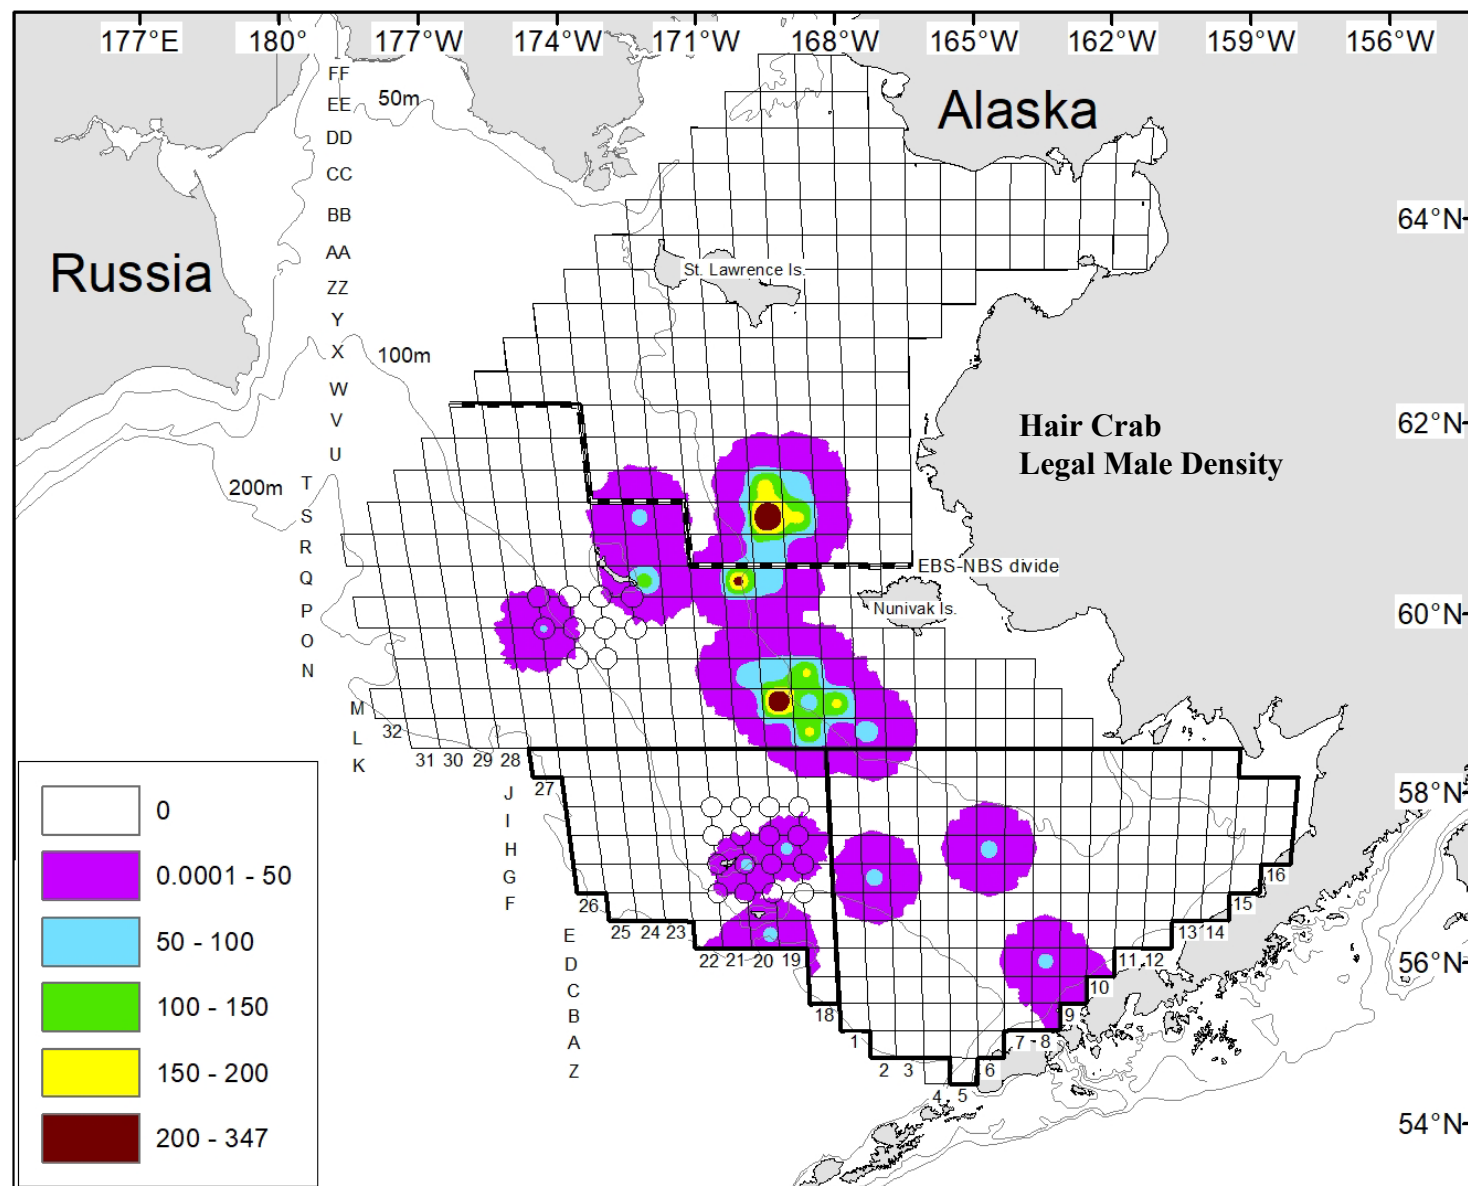 177°E 180° 177°W 174°W 171°W 168°W 165°W 162°W 159°W 156°W
FF
EE
50m
Alaska
DD
CC
BB
64°N
AA
Russia
St. Lawrence Is.
ZZ
Y
X
100m
W
V
62°N
Hair Crab
Legal Male Density
U
T
200m
S
R
EBS-NBS divide
Q
P
Nunivak Is.
60°N
O
N
M
32
L
31 30 29 28
K
27
J
58°N
I
H
G
16
F
26
15
25 24 23
13 14
E
22 21 20 19
11 12
D
56°N
10
C
18
9
B
1
7 8
A
2 3
6
Z
4 5
54°N
0
0.0001 - 50
50 - 100
100 - 150
150 - 200
200 - 347